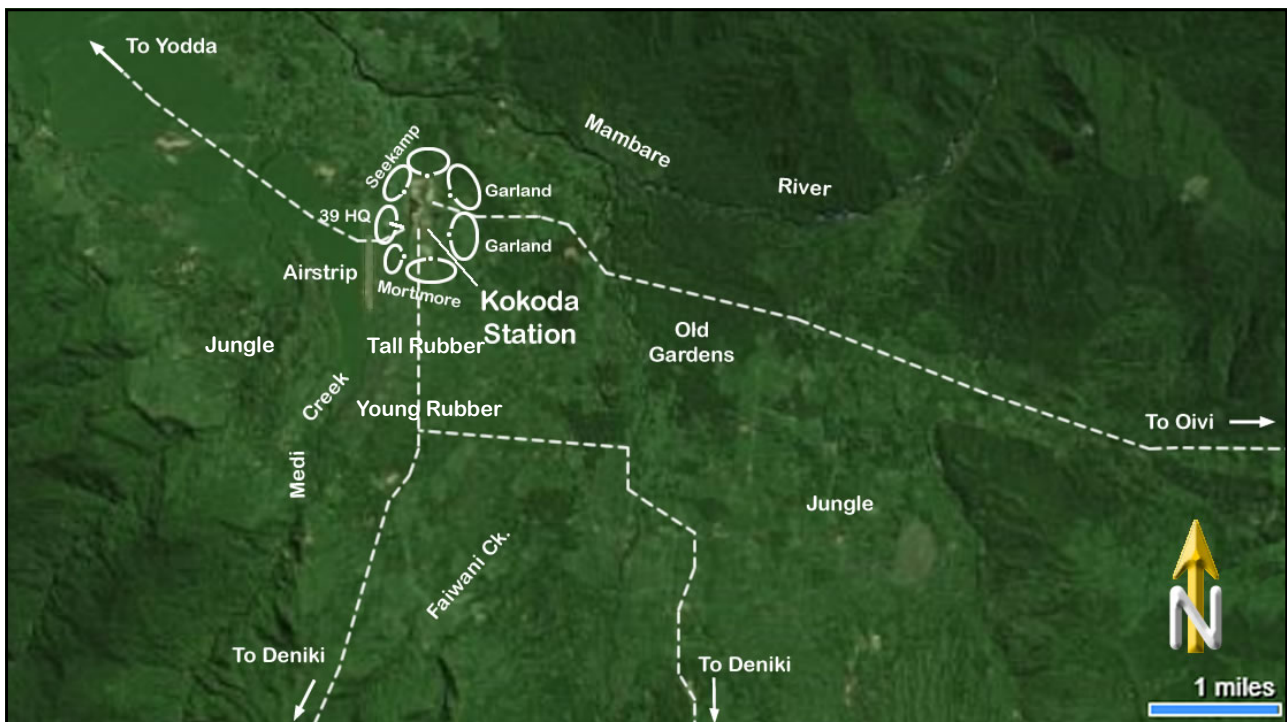 To Yodda
Mambare
River
Seekamp
Garland
39 HQ
Garland
Airstrip
Mortimore
Kokoda
Station
Jungle
Tall Rubber
Old
Gardens
Creek
Young Rubber
To Oivi
Medi
Jungle
Faiwani Ck.
To Deniki
To Deniki
N
1 miles